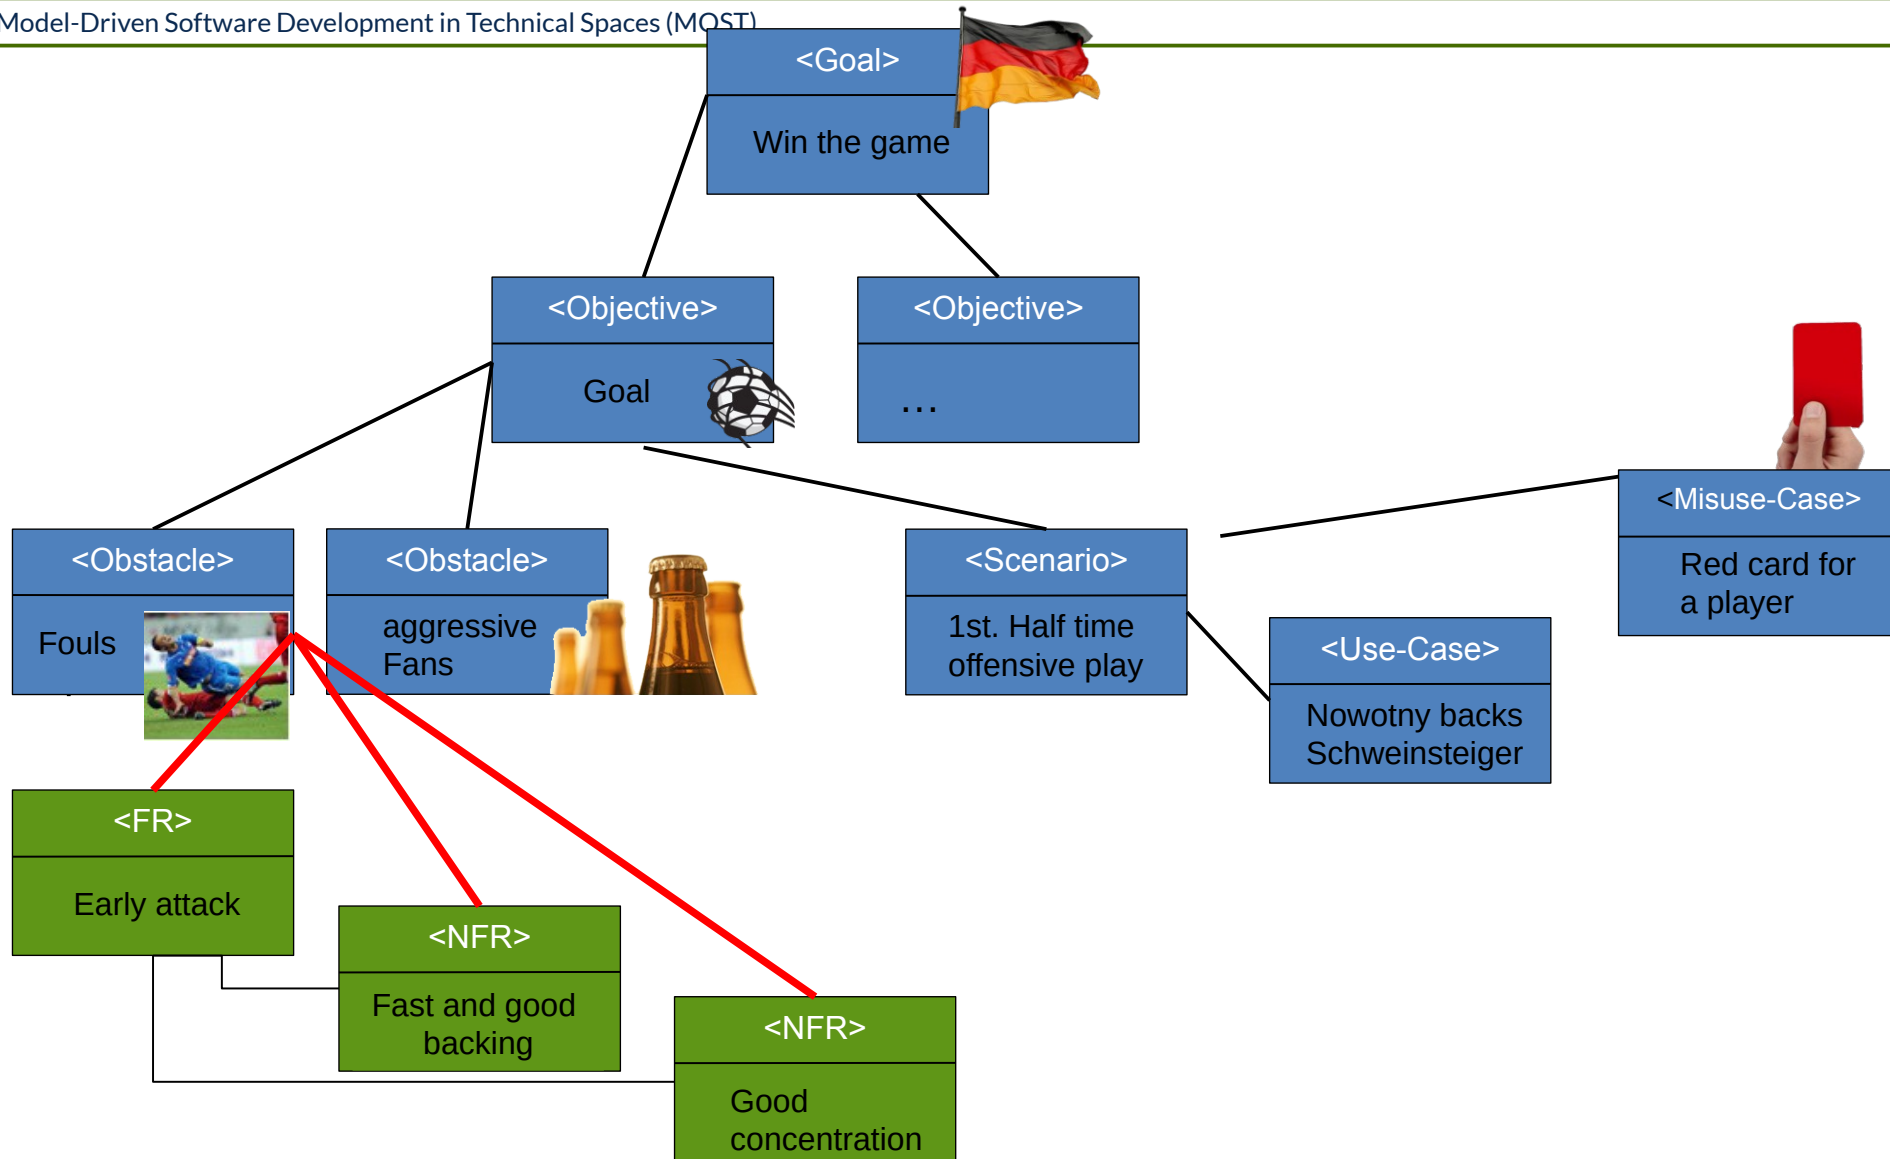 Model-Driven Software Development in Technical Spaces (MOST)
<Goal>
Win the game
<Objective>
Goal
<Objective>
...
<Misuse-Case>
Red card for
a player
<Obstacle>
Fouls
<Obstacle>
aggressive
Fans
<Scenario>
1st. Half time
offensive play
<Use-Case>
Nowotny backs
Schweinsteiger
<FR>
Early attack
<NFR>
Fast and good
backing
<NFR>
Good
concentration